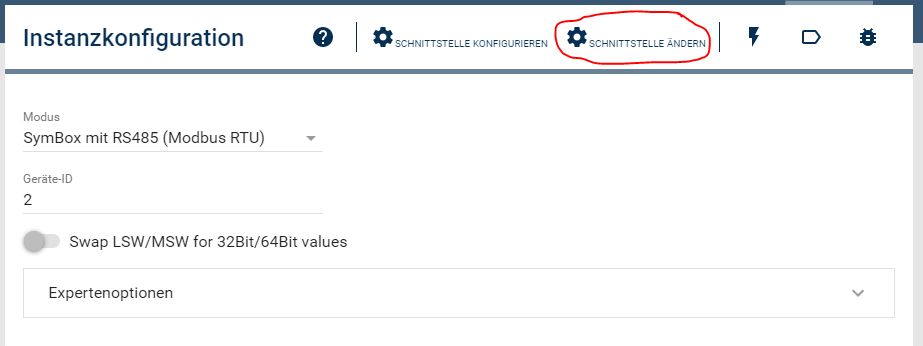 Instanzkonfiguration
SCHNITTSTELLE KONFIGURIEREN
SCHNITTSTELLE ÄNDERN
Modus
SymBox mit RS485 (Modbus RTU)
Geräte-ID
2
Swap LSW/MSW for 32Bit/64Bit values
Expertenoptionen